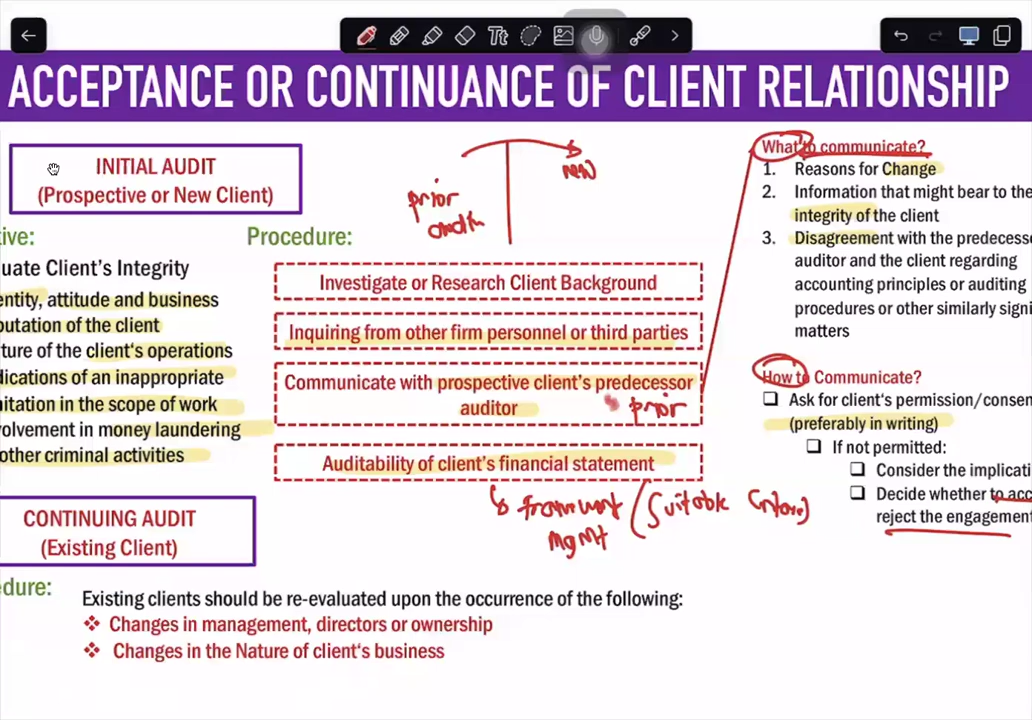 ACCEPTANCE OR CONTINUANCE OF CLIENT RELATIONSHIP
INITIAL AUDIT
(Prospective or New Client)
tive:
uate Client's Integrity
entity, attitude and business
putation of the client
ture of the client's operations
dications of an inappropriate
nitation in the scope of work
volvement in money laundering
other criminal activities
Procedure:
prior
new
Investigate or Research Client Background
Inquiring from other firm personnel or third parties
Communicate with prospective client's predecessor
auditor
prior
Auditability of client's financial statement
framework (suitable
mgmt
What to communicate?
1. Reasons for Change
2. Information that might bear to the
integrity of the client
3. Disagreement with the predecesso
auditor and the client regarding
accounting principles or auditing
procedures or other similarly signi
matters
How to Communicate?
Ask for client's permission/consen
(preferably in writing)
If not permitted:
Consider the implicati
Decide whether to acc
reject the engagement
CONTINUING AUDIT
(Existing Client)
edure:
Existing clients should be re-evaluated upon the occurrence of the following:
Changes in management, directors or ownership
Changes in the Nature of client's business